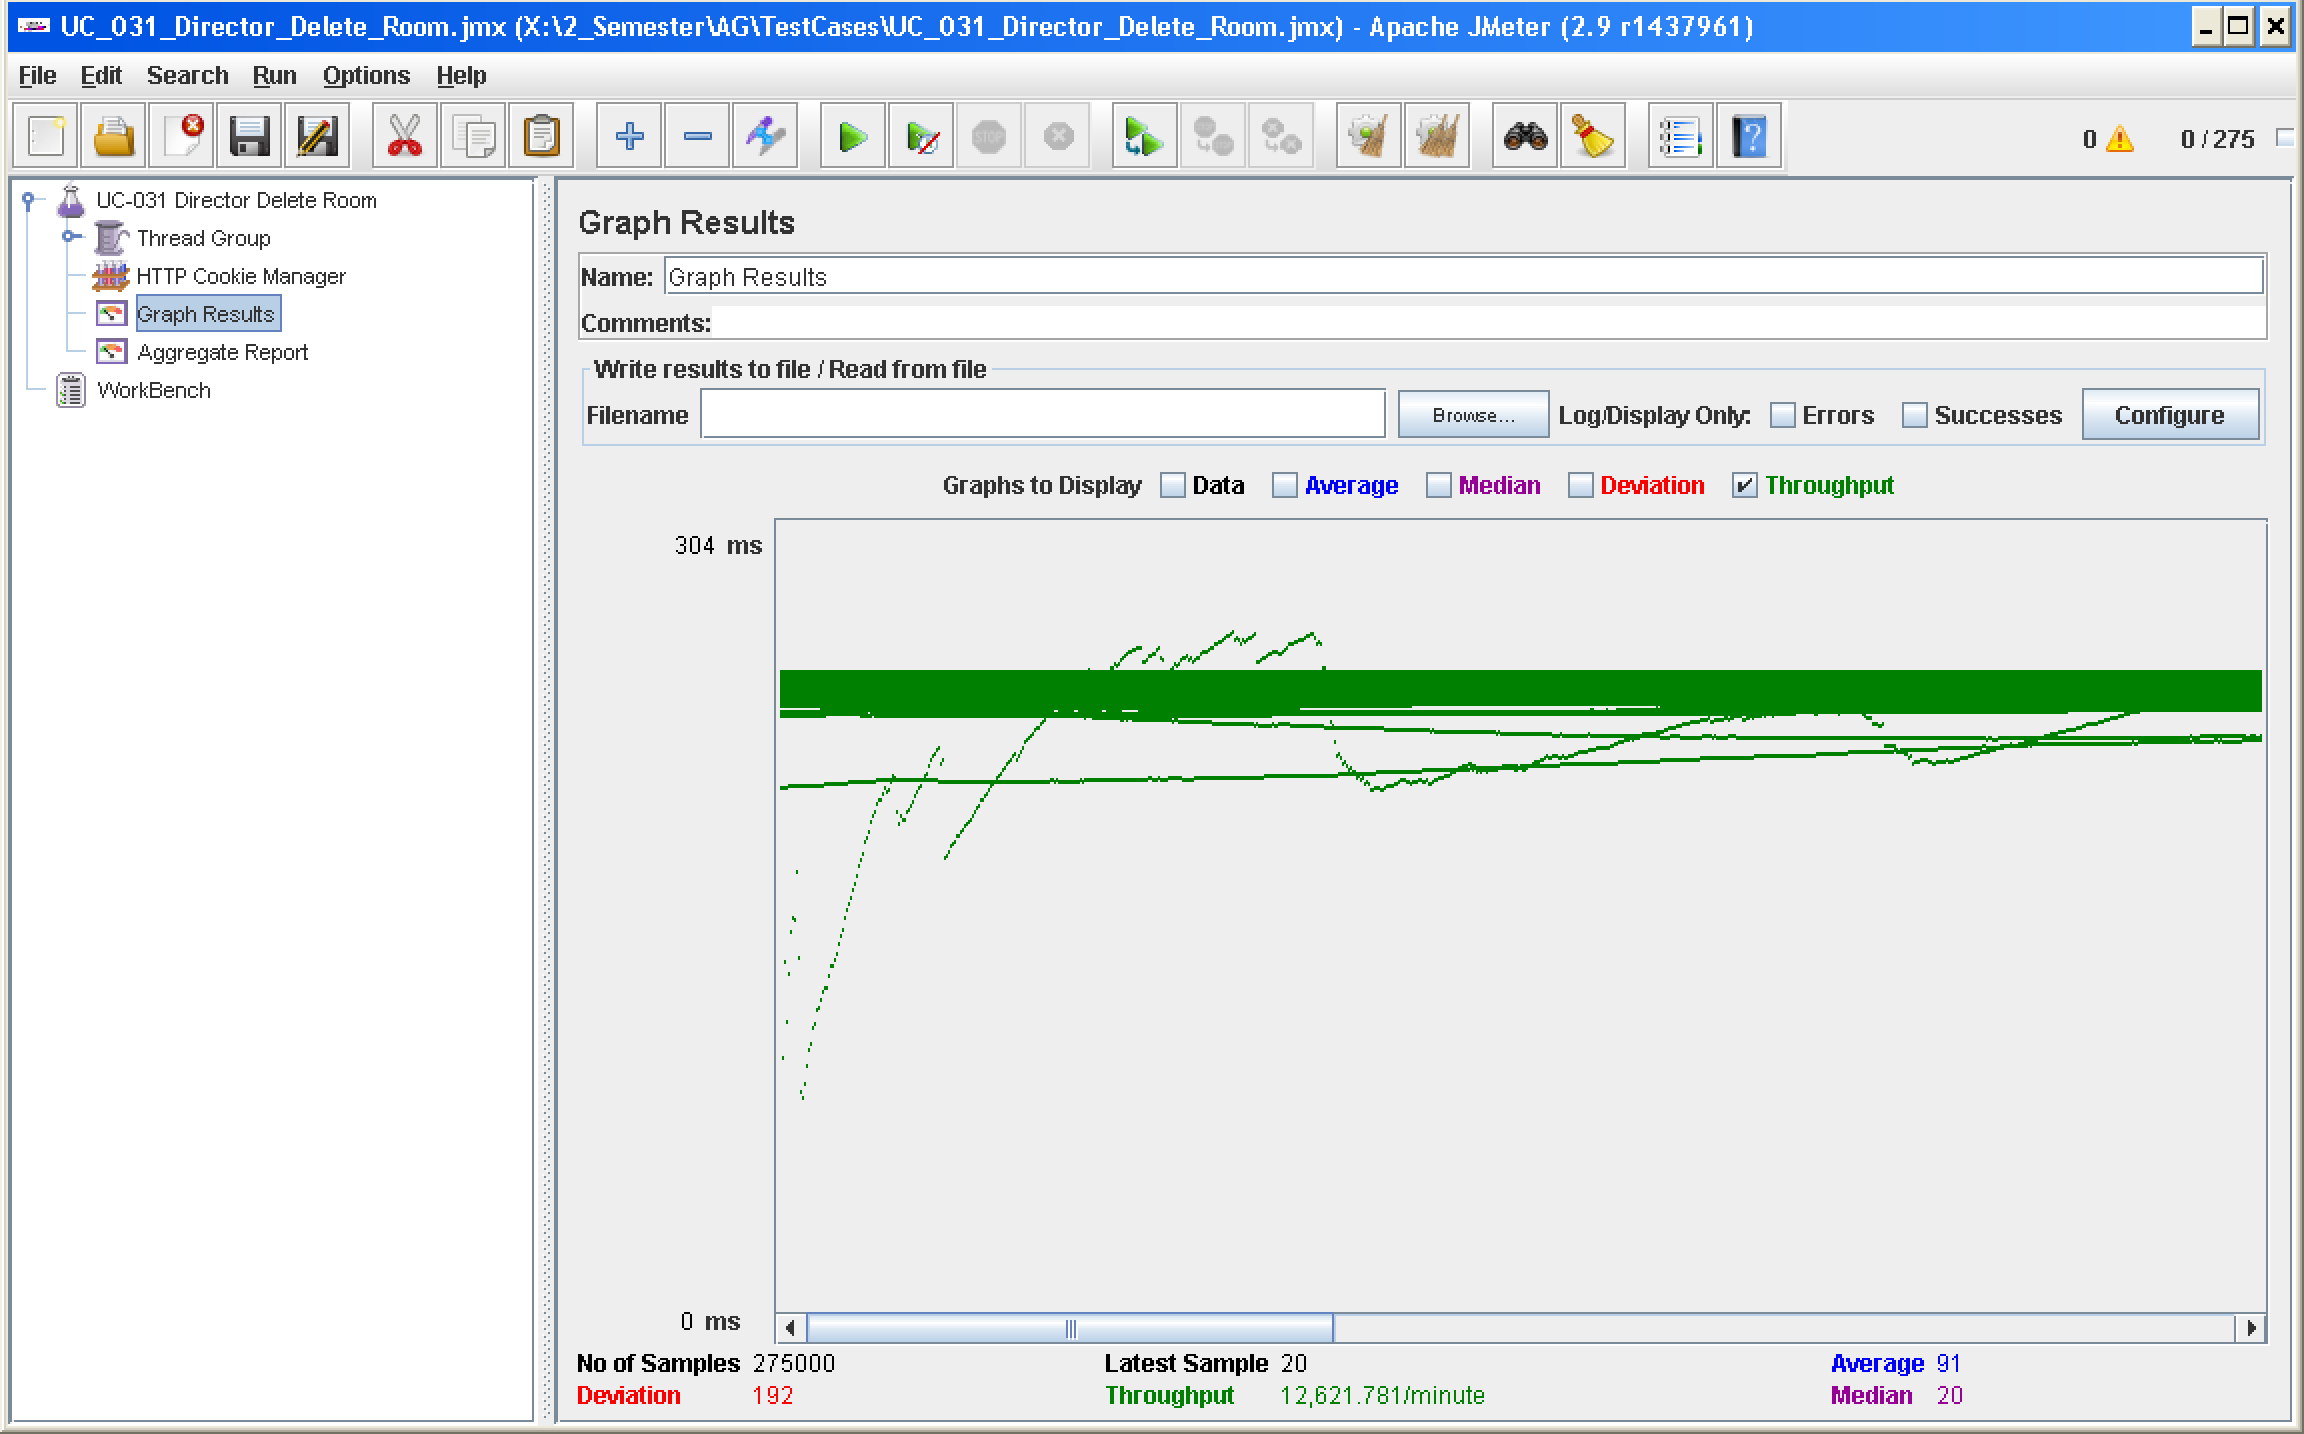 UC_031_Director_Delete_Room.jmx (X:\2_Semester\AG\TestCases\UC_031_Director_Delete_Room.jmx) - Apache JMeter (2.9 r1437961)
File Edit Search Run Options Help
0 0 / 275
UC-031 Director Delete Room
Thread Group
HTTP Cookie Manager
Graph Results
Aggregate Report
WorkBench
Graph Results
Name: Graph Results
Comments:
Write results to file / Read from file
Filename Browse... Log/Display Only: Errors Successes Configure
Graphs to Display Data Average Median Deviation Throughput
304 ms
0 ms
No of Samples 275000 Latest Sample 20 Average 91
Deviation 192 Throughput 12,621.781/minute Median 20